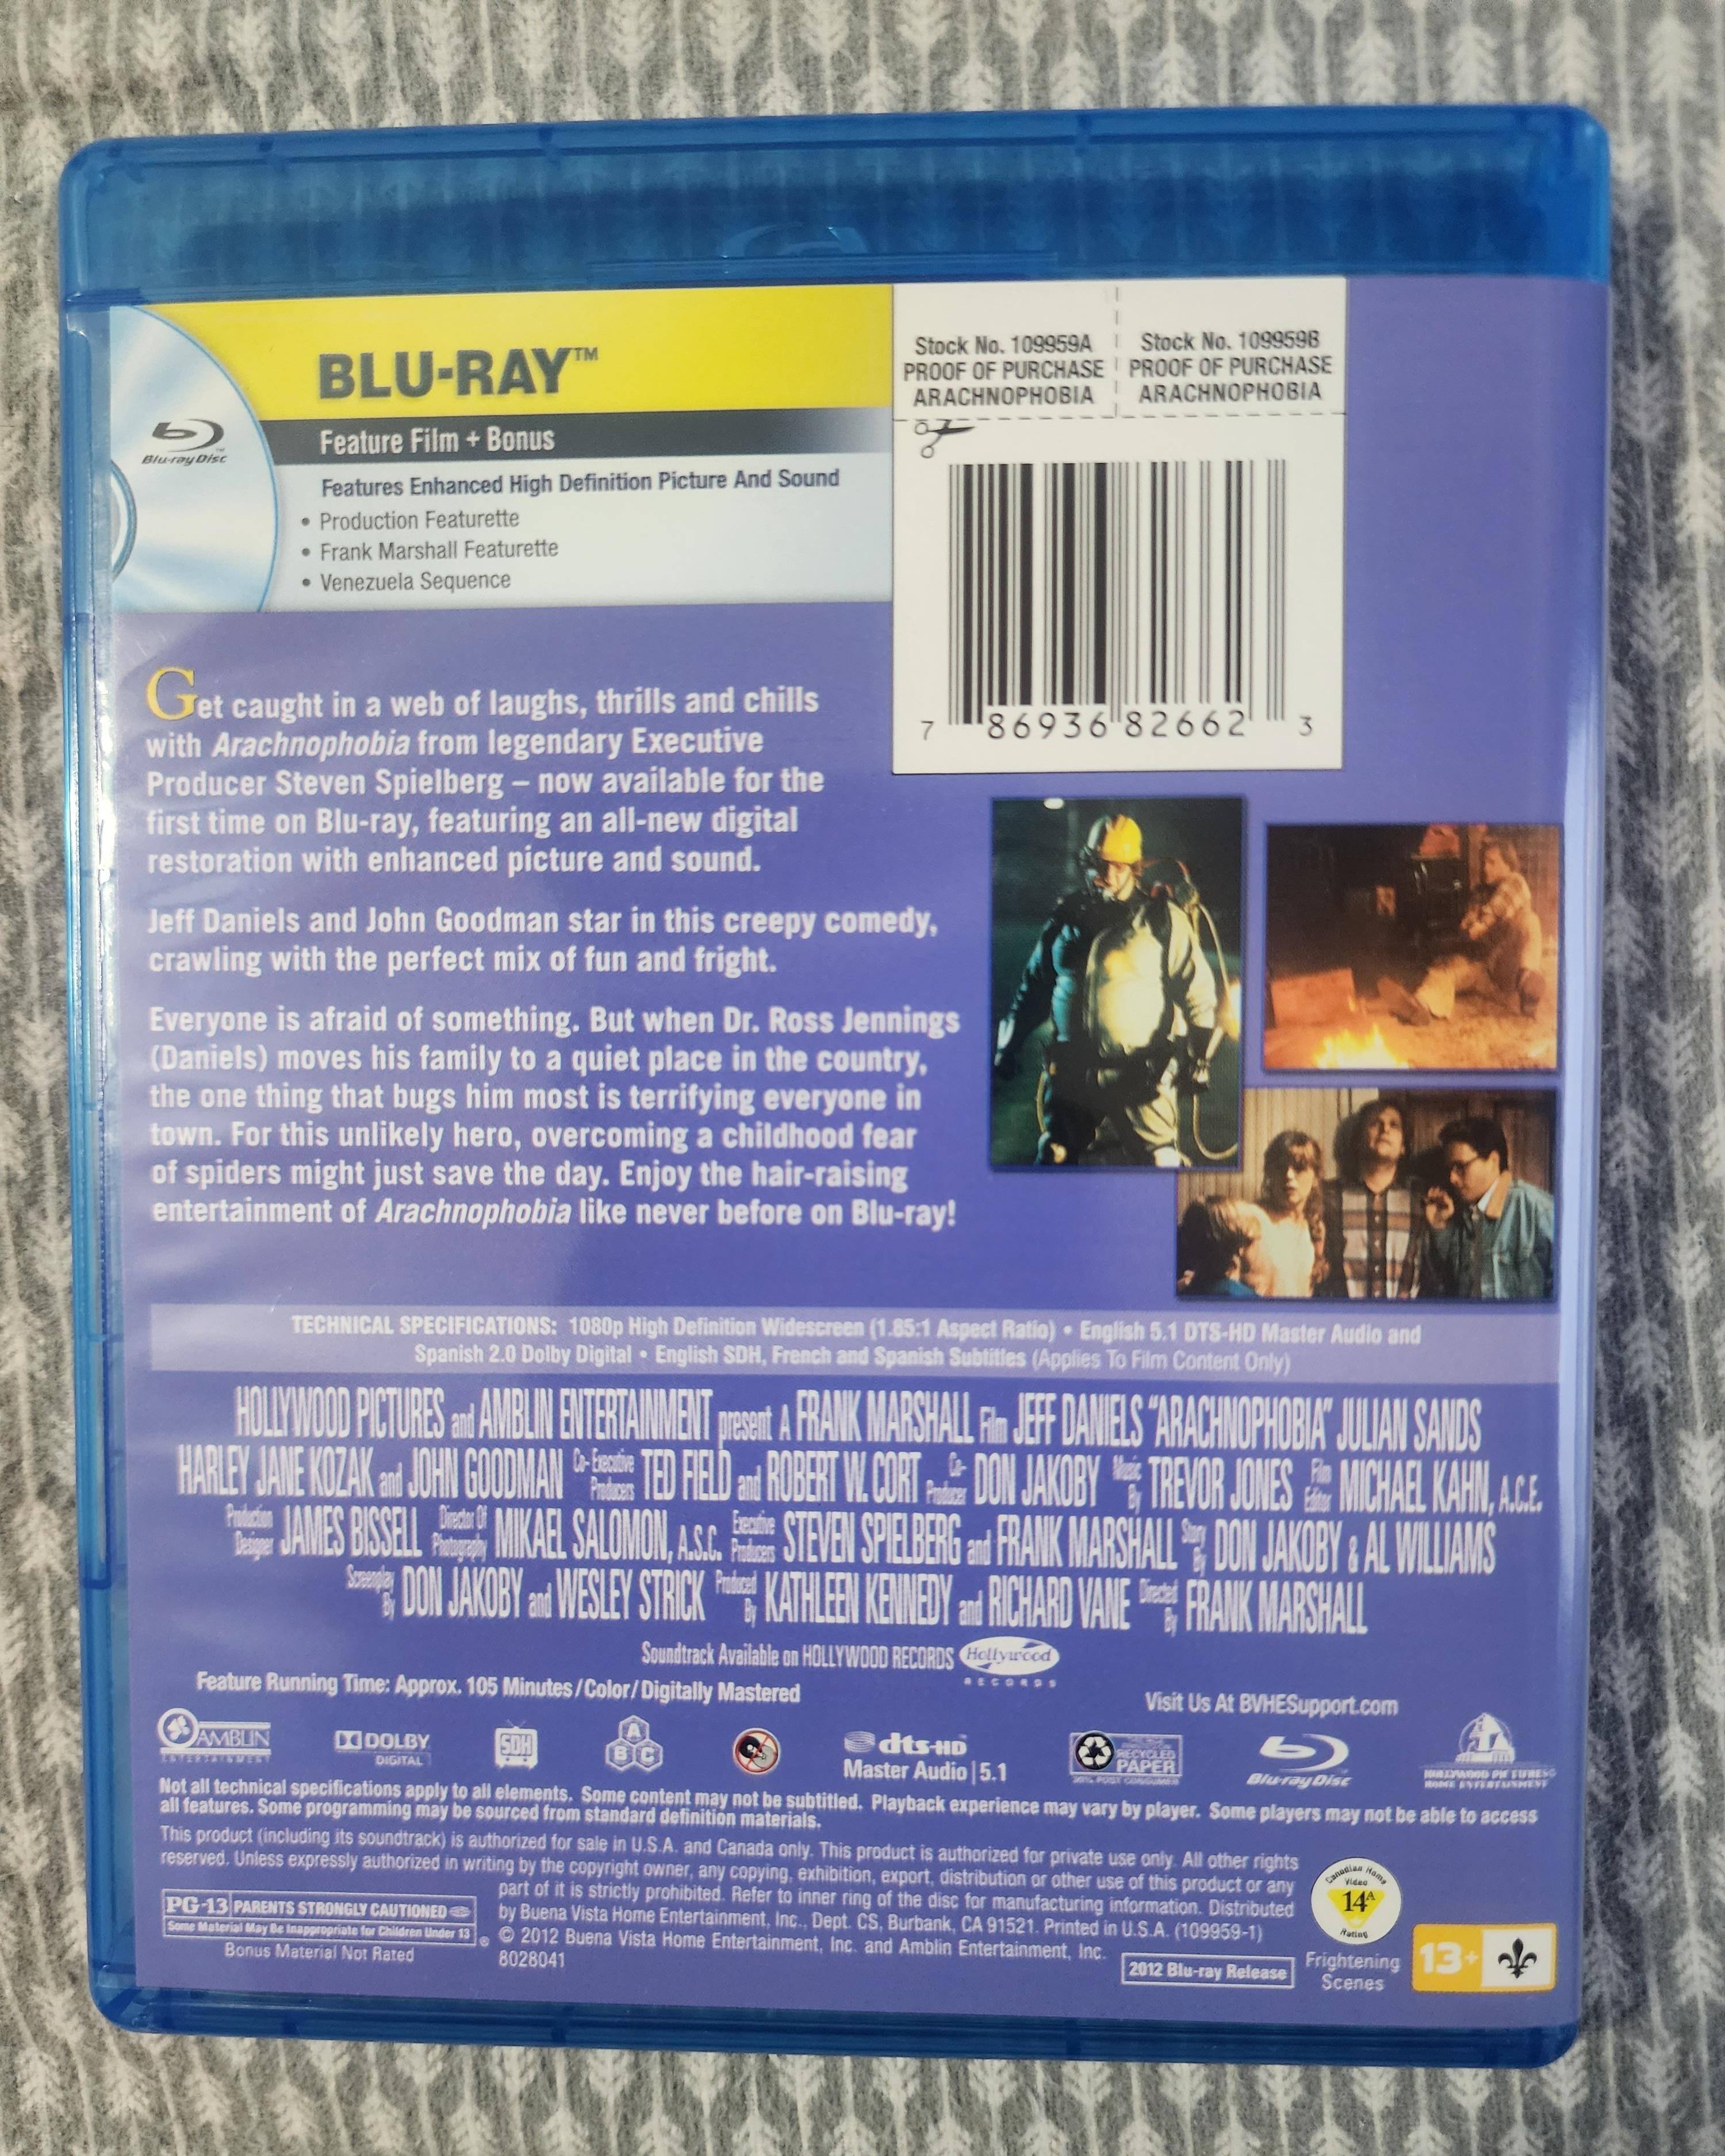 BLU-RAY™
Blu-ray Disc
Feature Film + Bonus
Features Enhanced High Definition Picture And Sound
• Production Featurette
• Frank Marshall Featurette
• Venezuela Sequence
Stock No. 109959A
PROOF OF PURCHASE
ARACHNOPHOBIA
Stock No. 109959B
PROOF OF PURCHASE
ARACHNOPHOBIA
7 86936 82662 3
Get caught in a web of laughs, thrills and chills
with Arachnophobia from legendary Executive
Producer Steven Spielberg – now available for the
first time on Blu-ray, featuring an all-new digital
restoration with enhanced picture and sound.
Jeff Daniels and John Goodman star in this creepy comedy,
crawling with the perfect mix of fun and fright.
Everyone is afraid of something. But when Dr. Ross Jennings
(Daniels) moves his family to a quiet place in the country,
the one thing that bugs him most is terrifying everyone in
town. For this unlikely hero, overcoming a childhood fear
of spiders might just save the day. Enjoy the hair-raising
entertainment of Arachnophobia like never before on Blu-ray!
TECHNICAL SPECIFICATIONS: 1080p High Definition Widescreen (1.85:1 Aspect Ratio) • English 5.1 DTS-HD Master Audio and
Spanish 2.0 Dolby Digital • English SDH, French and Spanish Subtitles (Applies To Film Content Only)
HOLLYWOOD PICTURES and AMBLIN ENTERTAINMENT present A FRANK MARSHALL Film JEFF DANIELS "ARACHNOPHOBIA" JULIAN SANDS
HARLEY JANE KOZAK and JOHN GOODMAN Co-Executive Producers TED FIELD and ROBERT W. CORT Co-Producer DON JAKOBY Music By TREVOR JONES Film Editor MICHAEL KAHN, A.C.E.
Production Designer JAMES BISSELL Director Of Photography MIKAEL SALOMON, A.S.C. Executive Producers STEVEN SPIELBERG and FRANK MARSHALL Story By DON JAKOBY & AL WILLIAMS
Screenplay By DON JAKOBY and WESLEY STRICK Produced By KATHLEEN KENNEDY and RICHARD VANE Directed By FRANK MARSHALL
Soundtrack Available on HOLLYWOOD RECORDS Hollywood RECORDS
Feature Running Time: Approx. 105 Minutes/Color/Digitally Mastered
Visit Us At BVHESupport.com
AMBLIN
ENTERTAINMENT
DOLBY
DIGITAL
SDH
A
B C
dts-HD
Master Audio | 5.1
RECYCLED
PAPER
Blu-ray Disc
HOLLYWOOD PICTURES
HOME ENTERTAINMENT
Not all technical specifications apply to all elements. Some content may not be subtitled. Playback experience may vary by player. Some players may not be able to access
all features. Some programming may be sourced from standard definition materials.
This product (including its soundtrack) is authorized for sale in U.S.A. and Canada only. This product is authorized for private use only. All other rights
reserved. Unless expressly authorized in writing by the copyright owner, any copying, exhibition, export, distribution or other use of this product or any
part of it is strictly prohibited. Refer to inner ring of the disc for manufacturing information. Distributed
by Buena Vista Home Entertainment, Inc., Dept. CS, Burbank, CA 91521. Printed in U.S.A. (109959-1)
© 2012 Buena Vista Home Entertainment, Inc. and Amblin Entertainment, Inc.
8028041
PG-13 PARENTS STRONGLY CAUTIONED
Some Material May Be Inappropriate for Children Under 13 ®
Bonus Material Not Rated
2012 Blu-ray Release
Canadian Home
Video
14A
Rating
Frightening
Scenes
13+